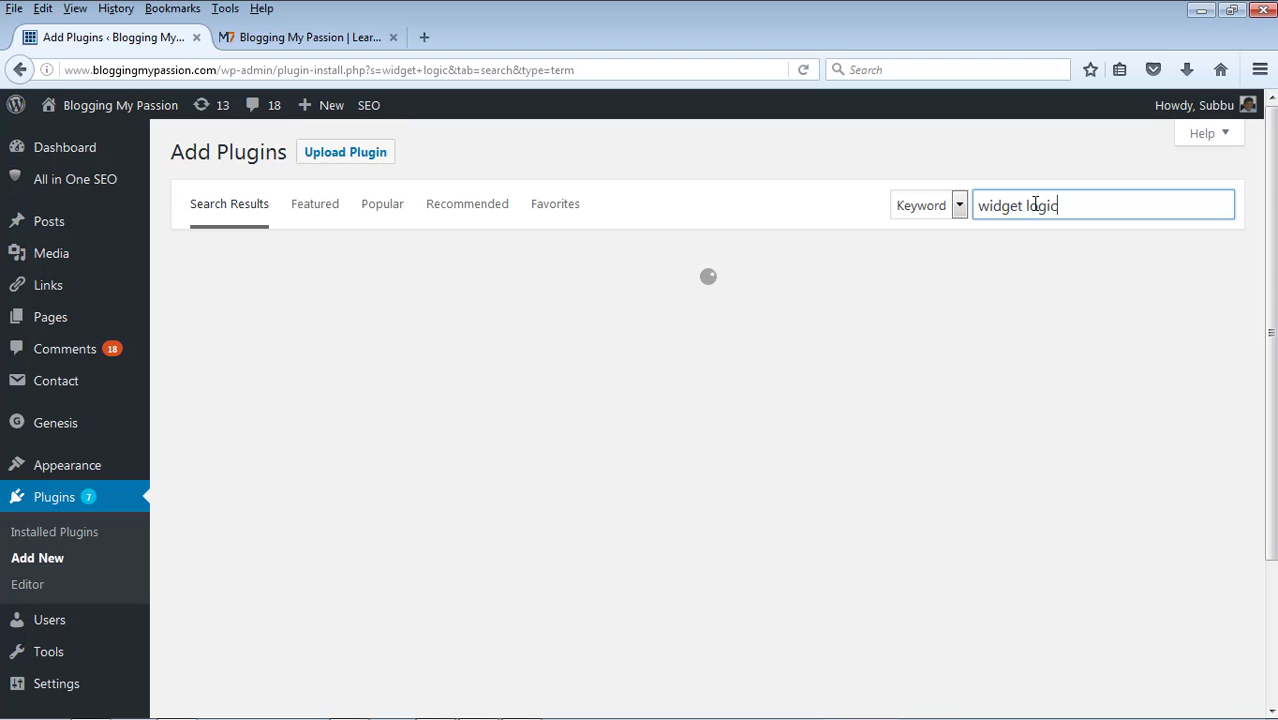 File Edit View History Bookmarks Tools Help
Add Plugins ‹ Blogging My... × M7 Blogging My Passion | Lear... × +
www.bloggingmypassion.com/wp-admin/plugin-install.php?s=widget+logic&tab=search&type=term Search
Blogging My Passion 13 18 + New SEO Howdy, Subbu
Help
Dashboard
All in One SEO
Posts
Media
Links
Pages
Comments 18
Contact
Genesis
Appearance
Plugins 7
Installed Plugins
Add New
Editor
Users
Tools
Settings
Add Plugins Upload Plugin
Search Results Featured Popular Recommended Favorites Keyword widget logic